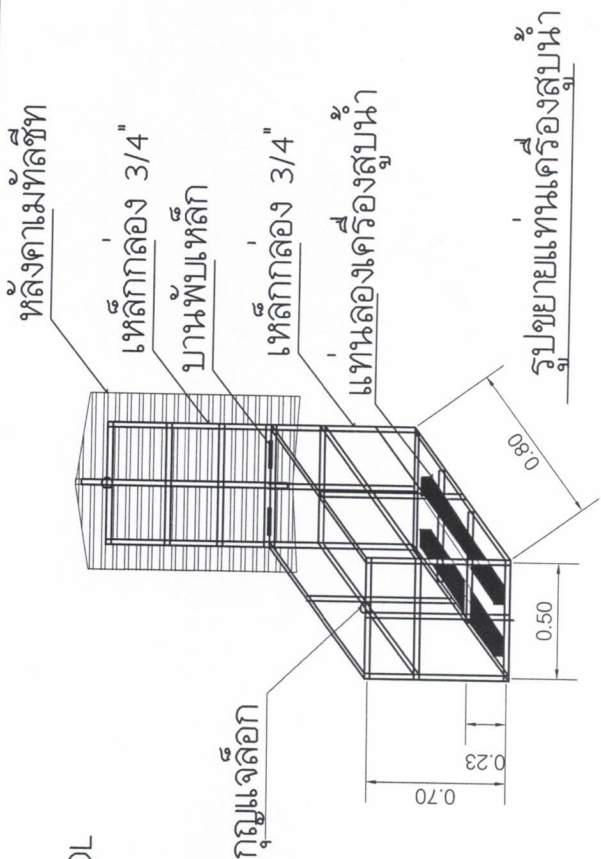 หลังคาเมทัลชีท
เหล็กกล่อง 3/4"
บานพับเหล็ก
เหล็กกล่อง 3/4"
แท่นลองเครื่องสูบน้ำ
กุญแจล็อก
0.70
0.23
0.50
0.80
รูปขยายแท่นเครื่องสูบน้ำ
OL